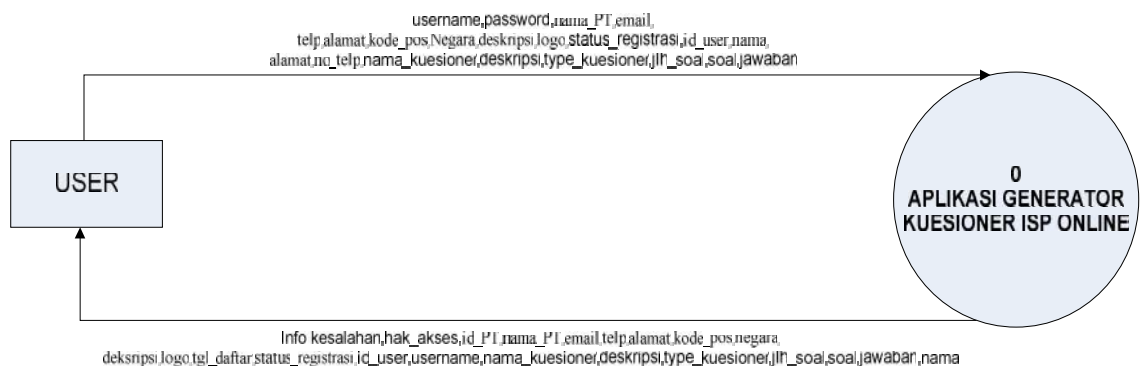 username,password,nama_PT,email,
telp,alamat,kode_pos,Negara,deskripsi,logo,status_registrasi,id_user,nama,
alamat,no_telp,nama_kuesioner,deskripsi,type_kuesioner,jlh_soal,soal,jawaban
USER
0
APLIKASI GENERATOR
KUESIONER ISP ONLINE
Info kesalahan,hak_akses,id_PT,nama_PT,email,telp,alamat,kode_pos,negara,
deksripsi,logo,tgl_daftar,status_registrasi,id_user,username,nama_kuesioner,deskripsi,type_kuesioner,jlh_soal,soal,jawaban,nama